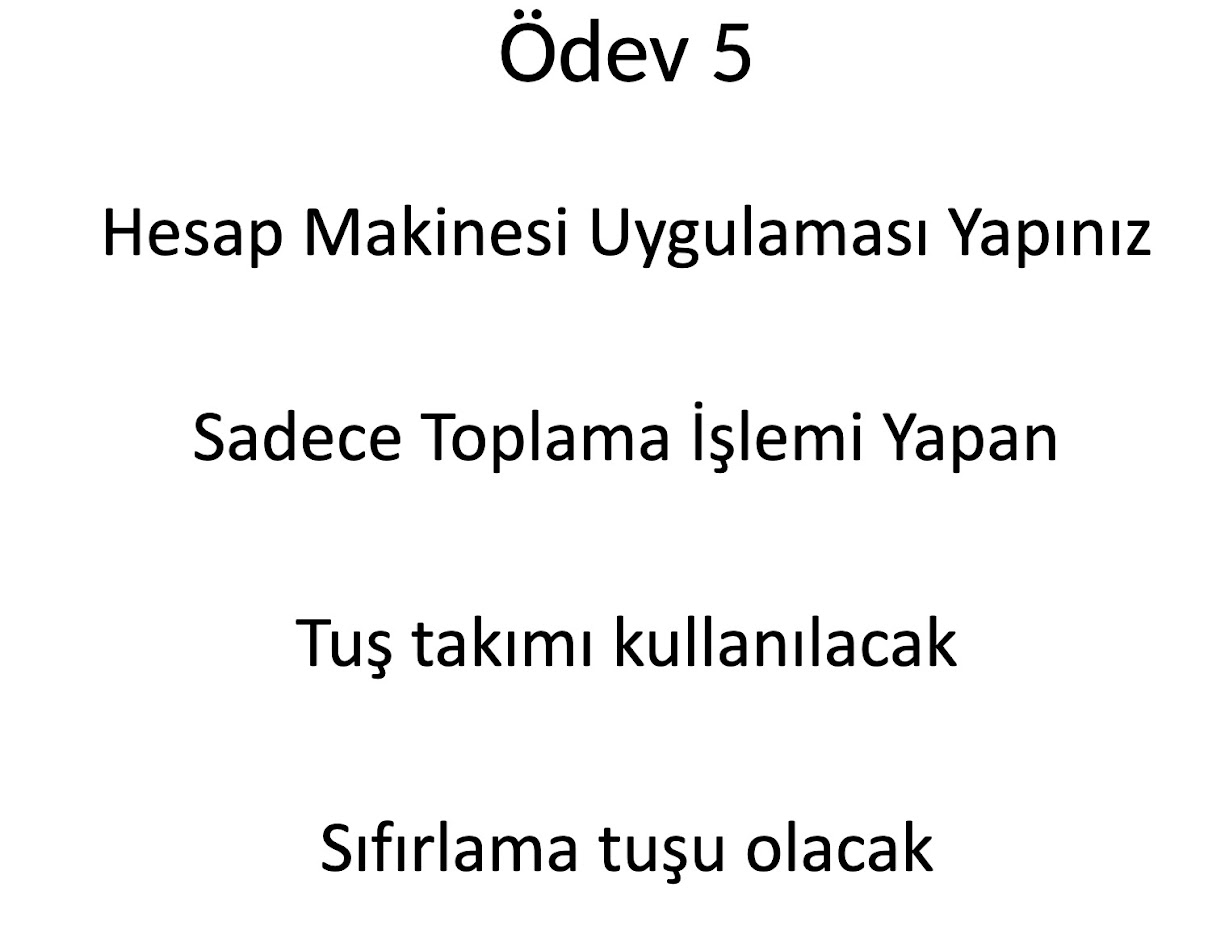 Ödev 5
Hesap Makinesi Uygulaması Yapınız
Sadece Toplama İşlemi Yapan
Tuş takımı kullanılacak
Sıfırlama tuşu olacak